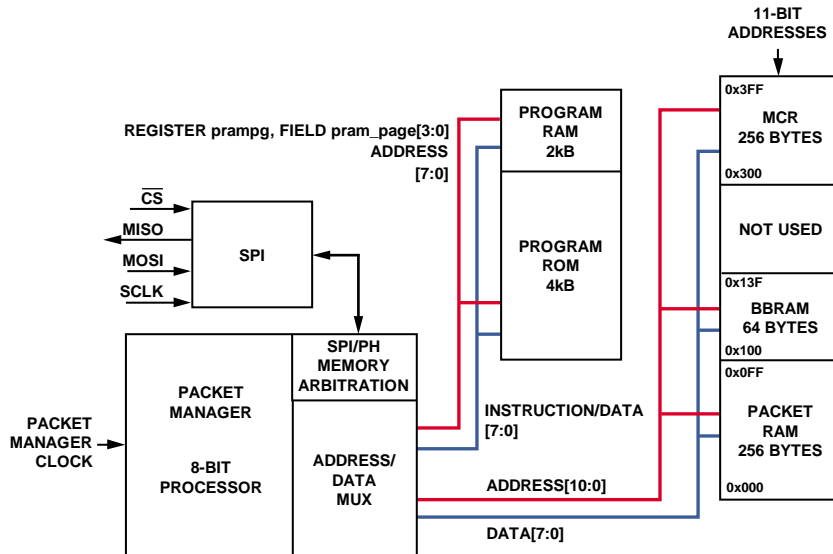 11-BIT
ADDRESSES
REGISTER prampg, FIELD pram_page[3:0]
ADDRESS
[7:0]
PROGRAM
RAM
2kB
PROGRAM
ROM
4kB
0x3FF
MCR
256 BYTES
0x300
NOT USED
0x13F
BBRAM
64 BYTES
0x100
0x0FF
PACKET
RAM
256 BYTES
0x000
CS
MISO
MOSI
SCLK
SPI
SPI/PH
MEMORY
ARBITRATION
PACKET
MANAGER
8-BIT
PROCESSOR
ADDRESS/
DATA
MUX
PACKET
MANAGER
CLOCK
INSTRUCTION/DATA
[7:0]
ADDRESS[10:0]
DATA[7:0]